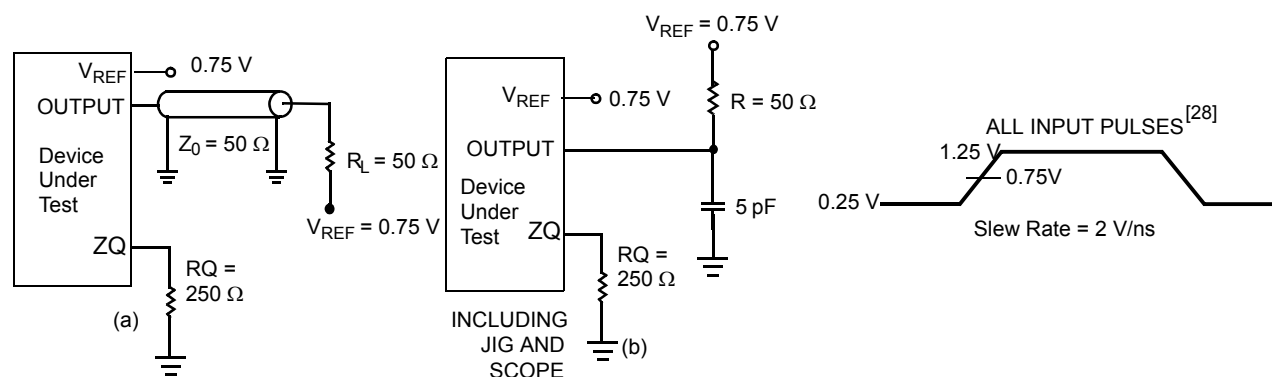 VREF
0.75 V
OUTPUT
Z0 = 50 Ω
Device
Under
Test
RL = 50 Ω
VREF = 0.75 V
ZQ
RQ =
250 Ω
(a)
VREF = 0.75 V
VREF
0.75 V
R = 50 Ω
OUTPUT
Device
Under
Test
5 pF
ZQ
RQ =
250 Ω
INCLUDING
JIG AND
SCOPE
(b)
ALL INPUT PULSES[28]
1.25 V
0.75V
0.25 V
Slew Rate = 2 V/ns